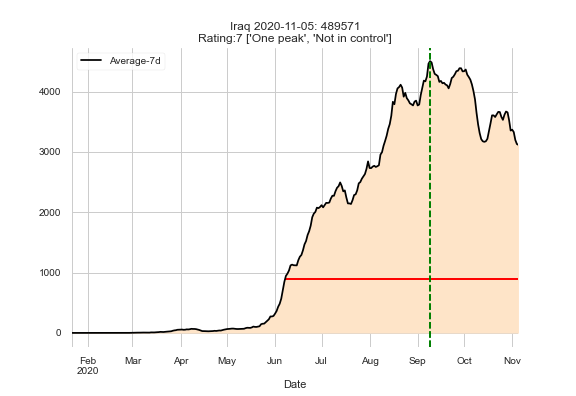 Iraq 2020-11-05: 489571
Rating:7 ['One peak', 'Not in control']
Average-7d
4000
3000
2000
1000
0
Feb Mar Apr May Jun Jul Aug Sep Oct Nov
2020
Date